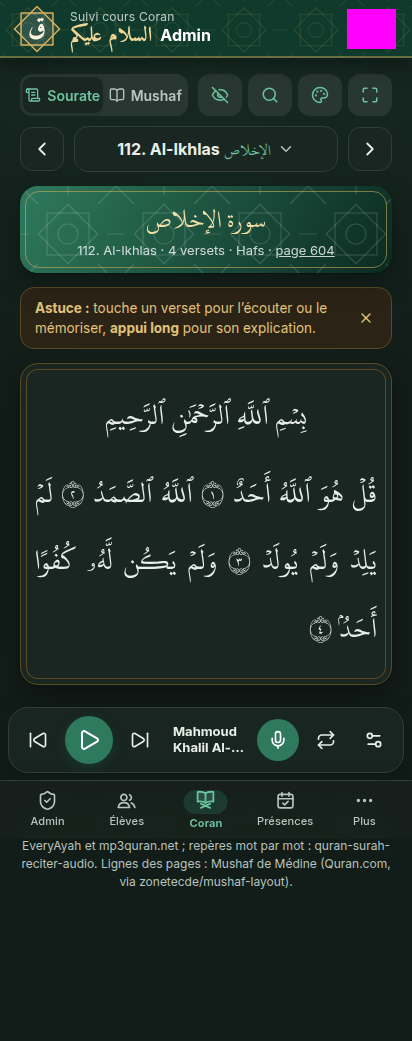 ق
Suivi cours Coran
السلام عليكم Admin
Sourate
Mushaf
112. Al-Ikhlas الإخلاص
سورة الإخلاص
112. Al-Ikhlas · 4 versets · Hafs · page 604
Astuce : touche un verset pour l’écouter ou le
mémoriser, appui long pour son explication.
بِسْمِ ٱللَّهِ ٱلرَّحْمَٰنِ ٱلرَّحِيمِ
قُلْ هُوَ ٱللَّهُ أَحَدٌ ١ ٱللَّهُ ٱلصَّمَدُ ٢ لَمْ
يَلِدْ وَلَمْ يُولَدْ ٣ وَلَمْ يَكُن لَّهُۥ كُفُوًا
أَحَدٌۢ ٤
Mahmoud
Khalil Al-...
Admin
Élèves
Coran
Présences
Plus
EveryAyah et mp3quran.net ; repères mot par mot : quran-surah-
reciter-audio. Lignes des pages : Mushaf de Médine (Quran.com,
via zonetecde/mushaf-layout).